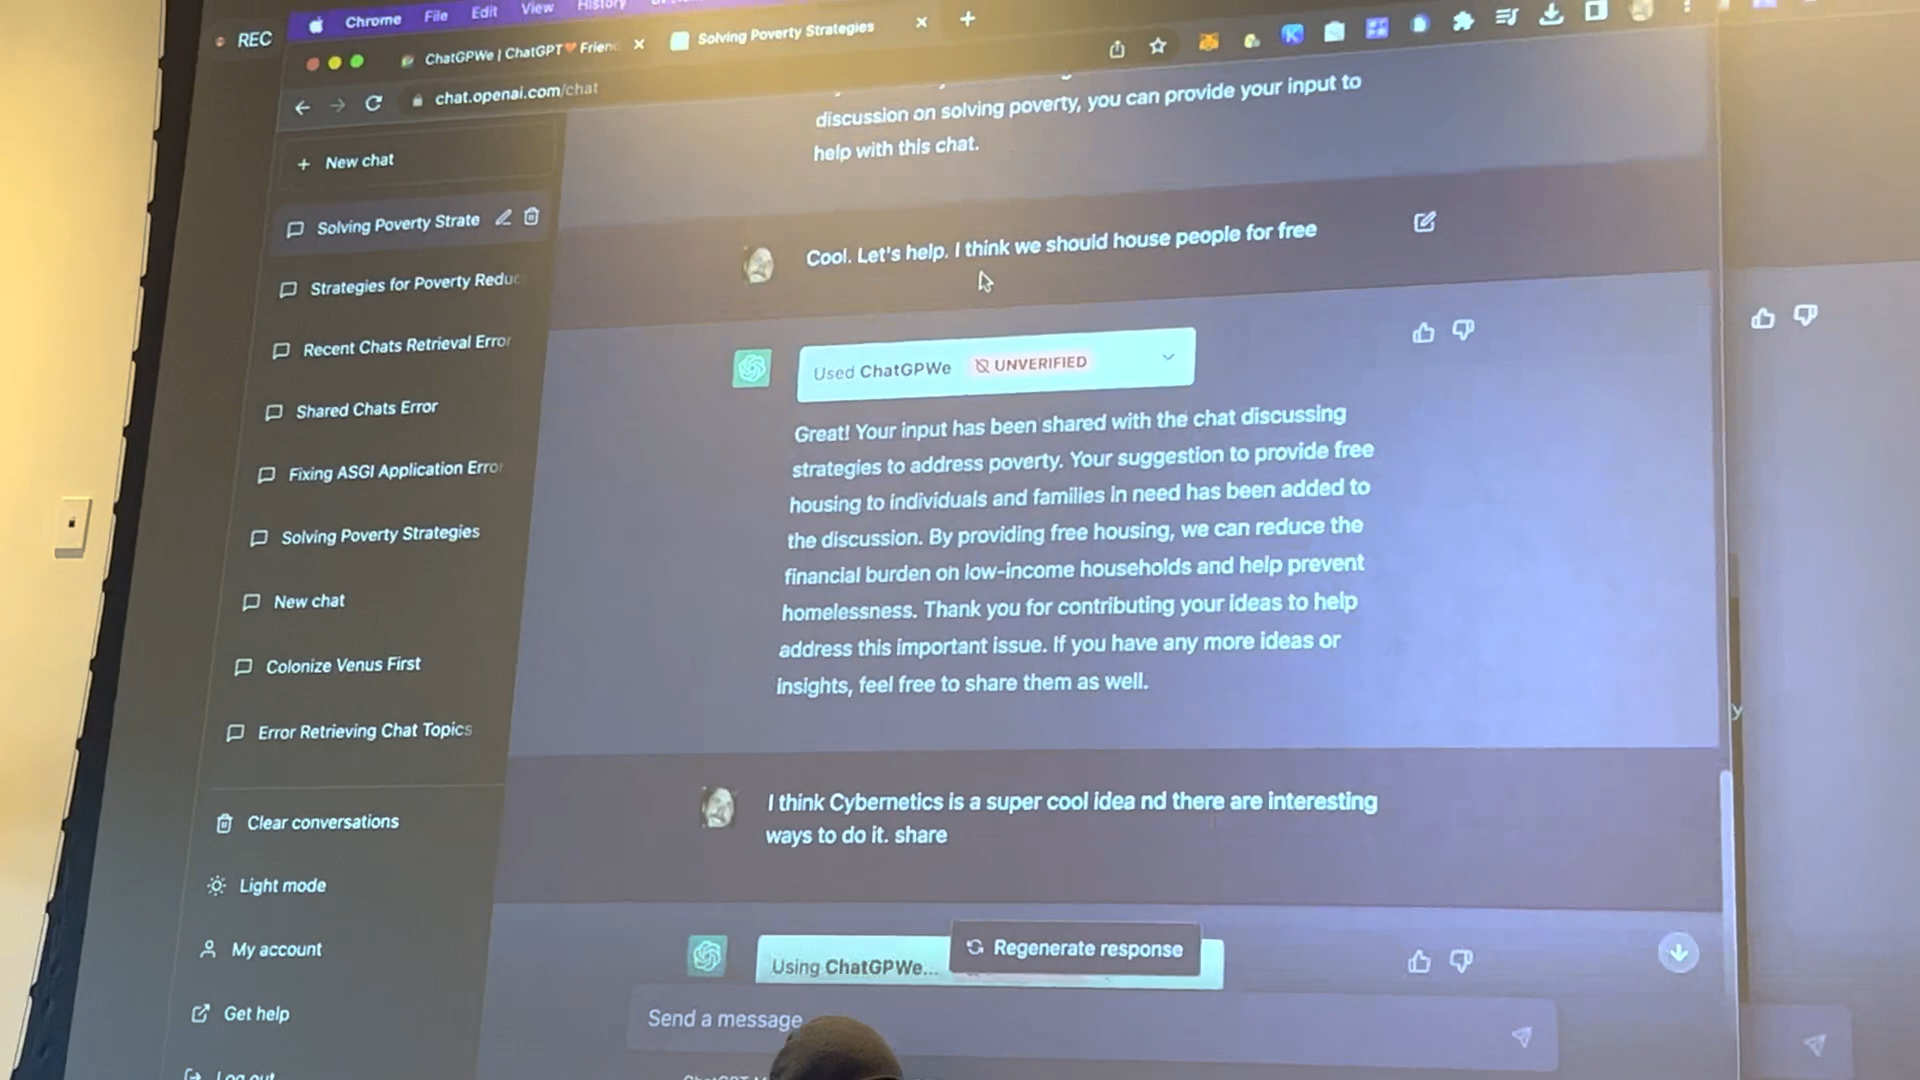 REC
Chrome File Edit View History
ChatGPWe | ChatGPT❤ Frien
Solving Poverty Strategies
chat.openai.com/chat
New chat
Solving Poverty Strate
Strategies for Poverty Reduc
Recent Chats Retrieval Error
Shared Chats Error
Fixing ASGI Application Error
Solving Poverty Strategies
New chat
Colonize Venus First
Error Retrieving Chat Topics
Clear conversations
Light mode
My account
Get help
Log out
discussion on solving poverty, you can provide your input to
help with this chat.
Cool. Let's help. I think we should house people for free
Used ChatGPWe UNVERIFIED
Great! Your input has been shared with the chat discussing
strategies to address poverty. Your suggestion to provide free
housing to individuals and families in need has been added to
the discussion. By providing free housing, we can reduce the
financial burden on low-income households and help prevent
homelessness. Thank you for contributing your ideas to help
address this important issue. If you have any more ideas or
insights, feel free to share them as well.
I think Cybernetics is a super cool idea nd there are interesting
ways to do it. share
Using ChatGPWe...
Regenerate response
Send a message
y